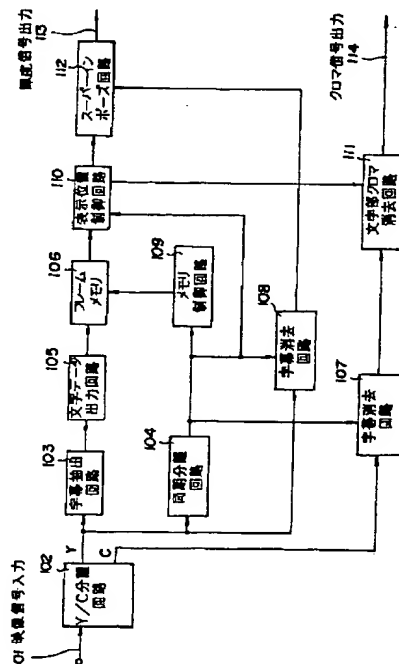 101 映像信号入力
102
Y/C分離
回路
Y
C
103
字幕抽出
回路
105
文字データ
出力回路
106
フレーム
メモリ
110
表示位置
制御回路
112
スーパーイン
ポーズ回路
輝度信号出力
113
104
同期分離
回路
109
メモリ
制御回路
108
字幕消去
回路
107
字幕消去
回路
111
文字部クロマ
消去回路
クロマ信号出力
114